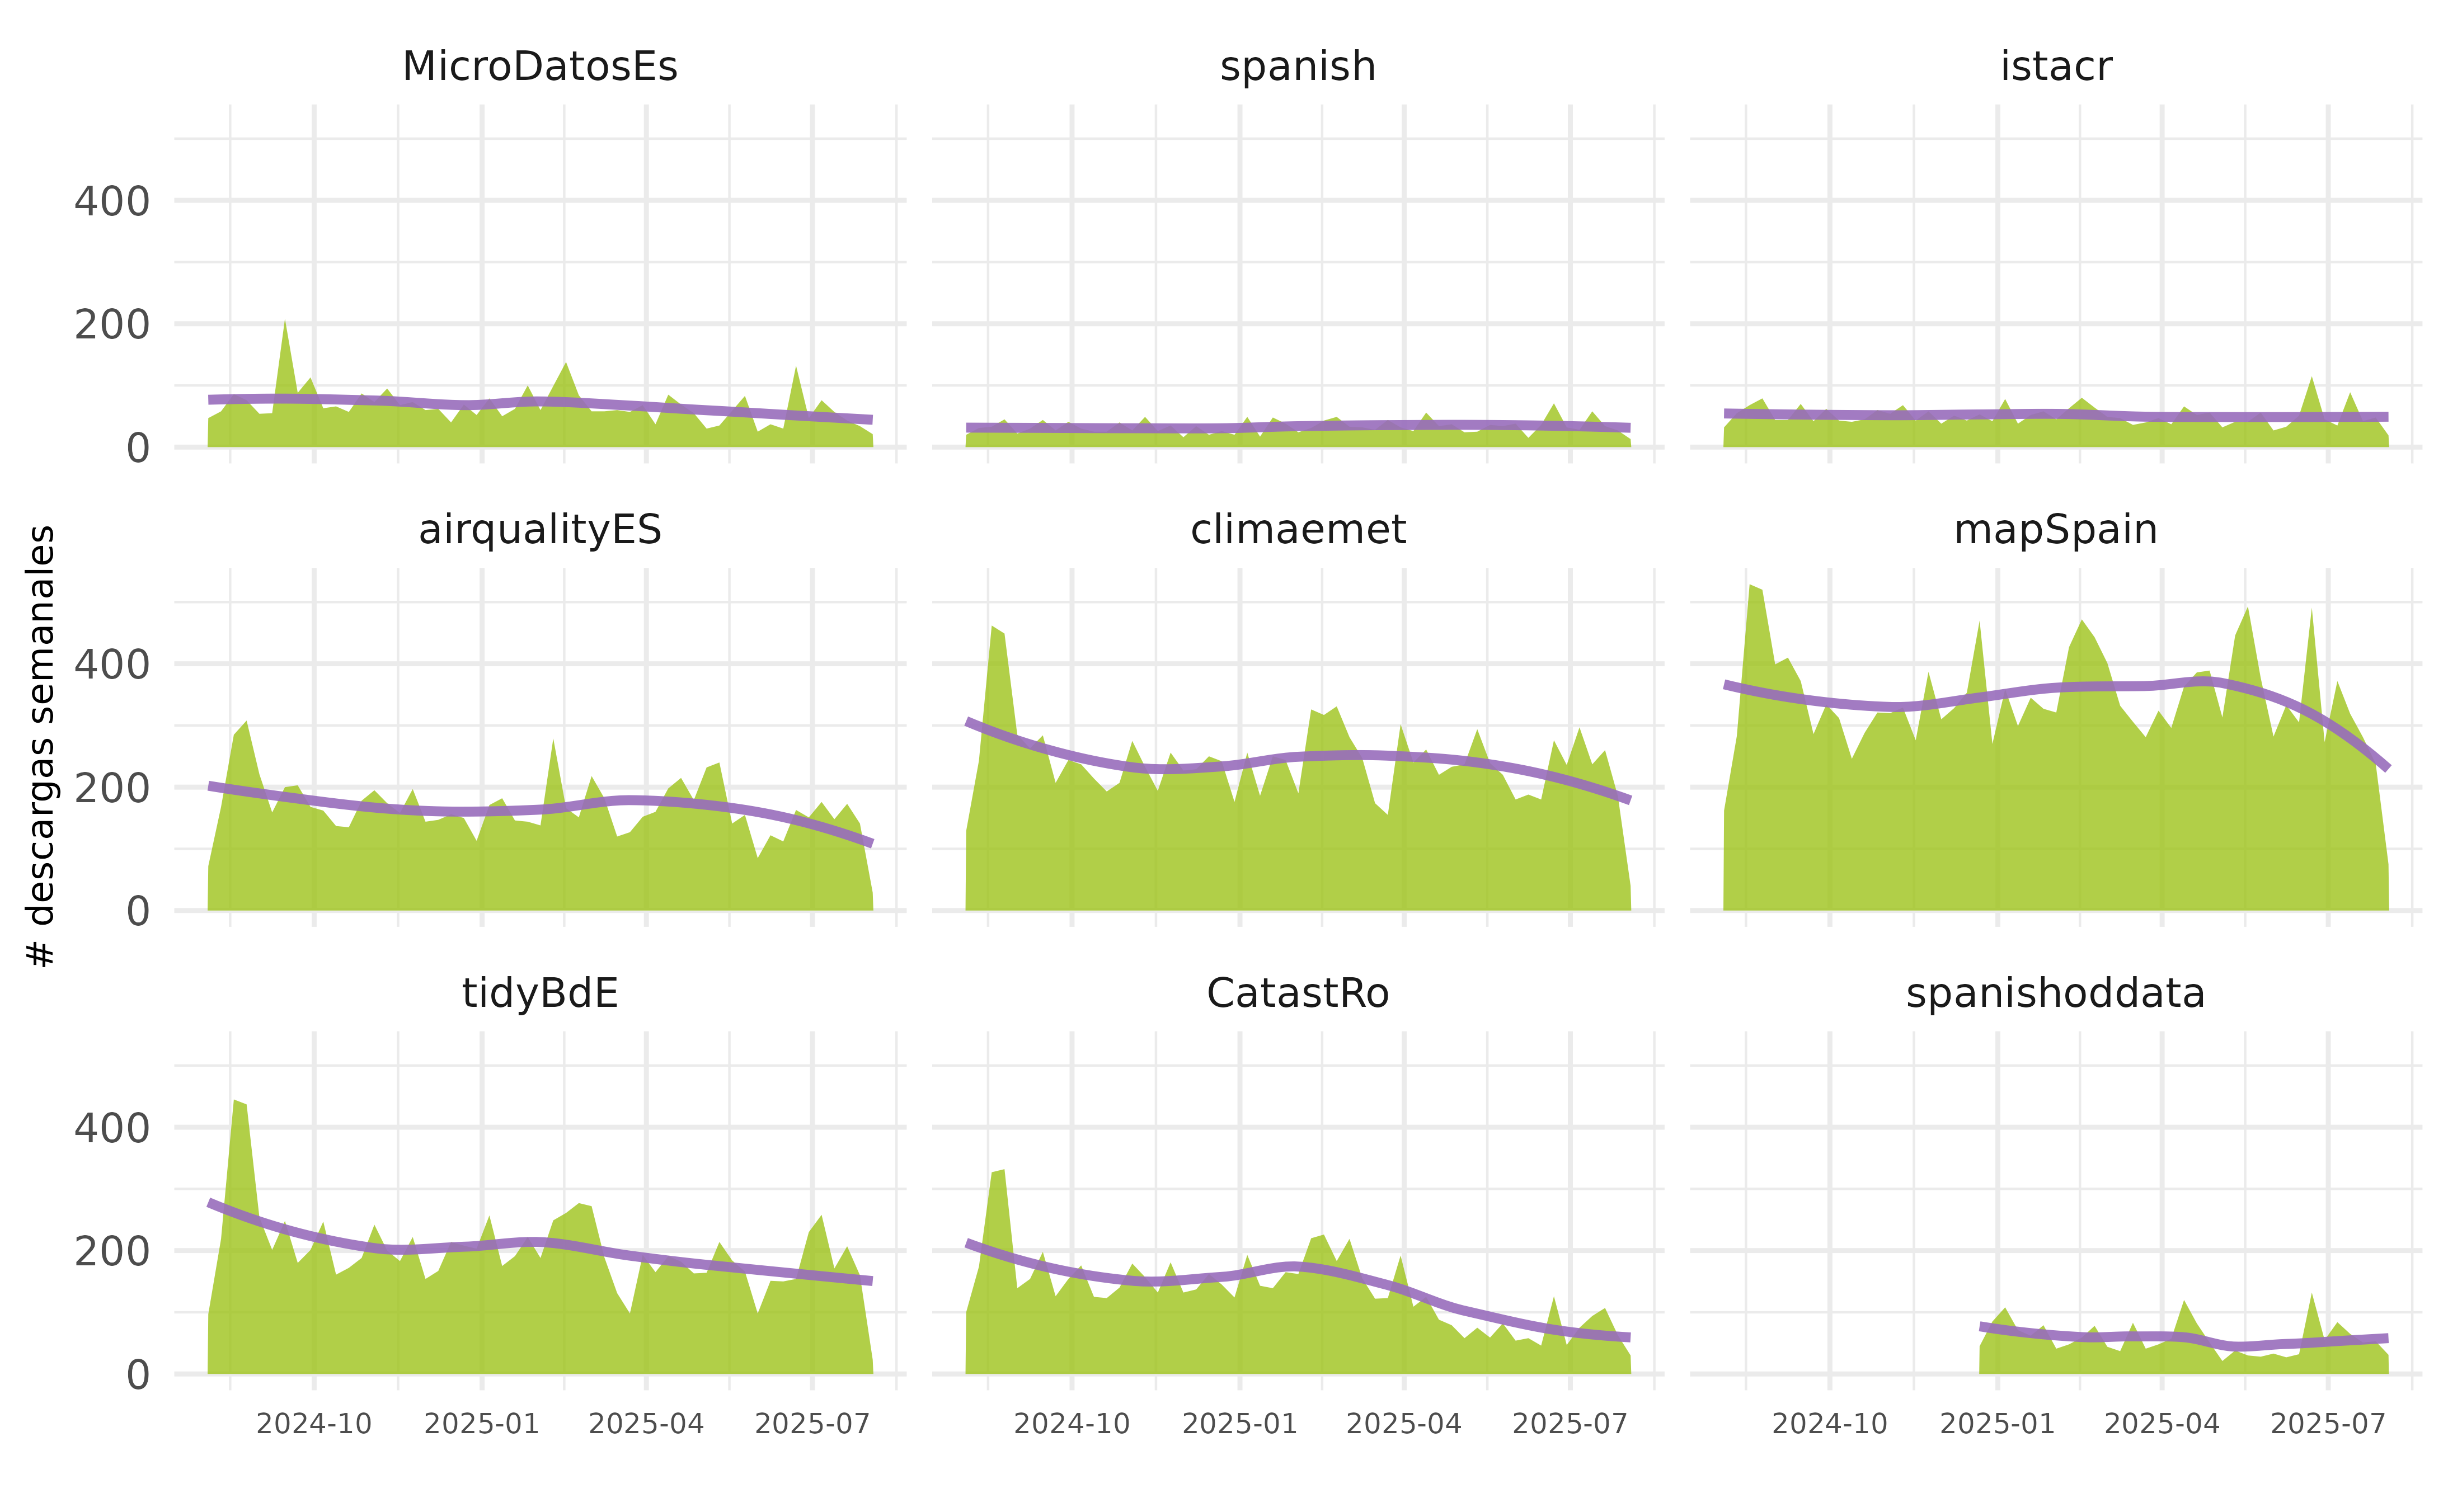 MicroDatosEs
spanish
istacr
400
200
0
airqualityES
climaemet
mapSpain
400
200
0
# descargas semanales
tidyBdE
CatastRo
spanishoddata
400
200
0
2024-10 2025-01 2025-04 2025-07
2024-10 2025-01 2025-04 2025-07
2024-10 2025-01 2025-04 2025-07